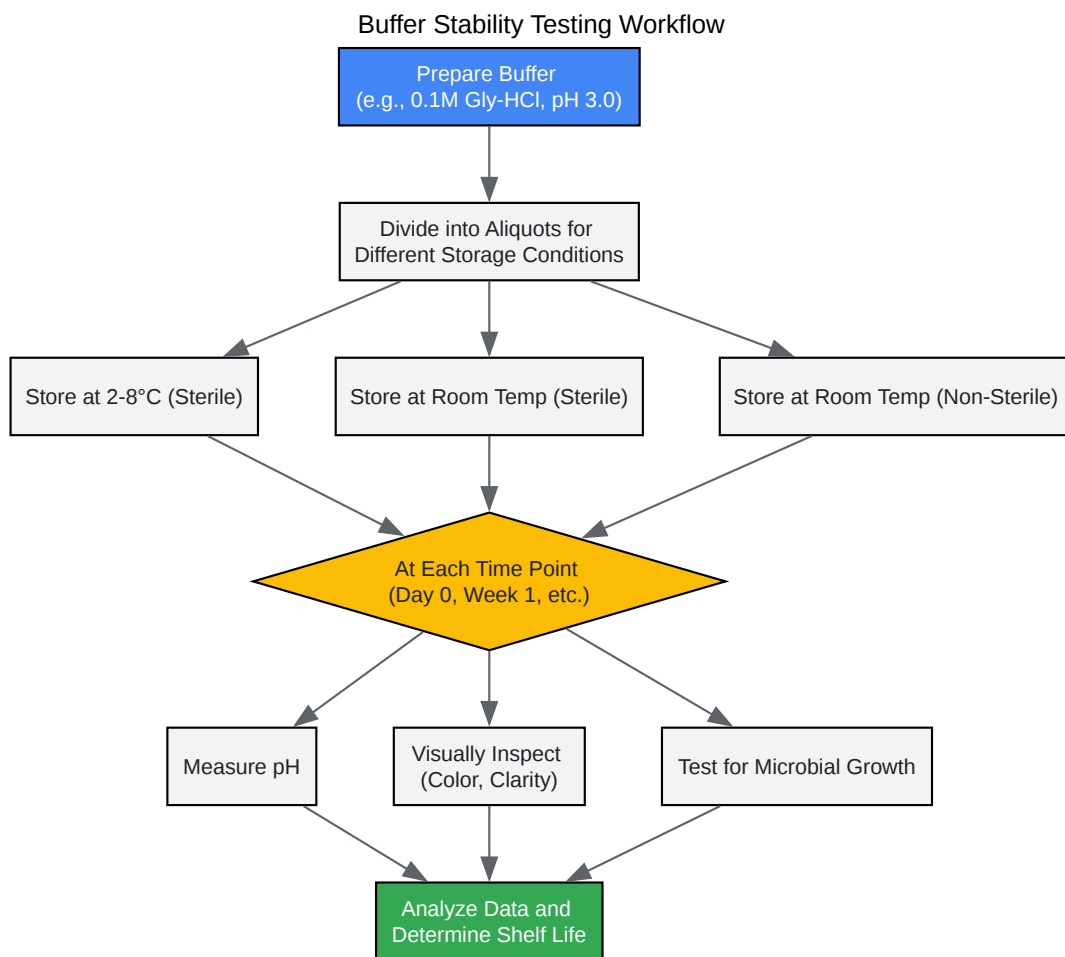 Buffer Stability Testing Workflow
Prepare Buffer
(e.g., 0.1M Gly-HCl, pH 3.0)
Divide into Aliquots for
Different Storage Conditions
Store at 2-8°C (Sterile)
Store at Room Temp (Sterile)
Store at Room Temp (Non-Sterile)
At Each Time Point
(Day 0, Week 1, etc.)
Measure pH
Visually Inspect
(Color, Clarity)
Test for Microbial Growth
Analyze Data and
Determine Shelf Life